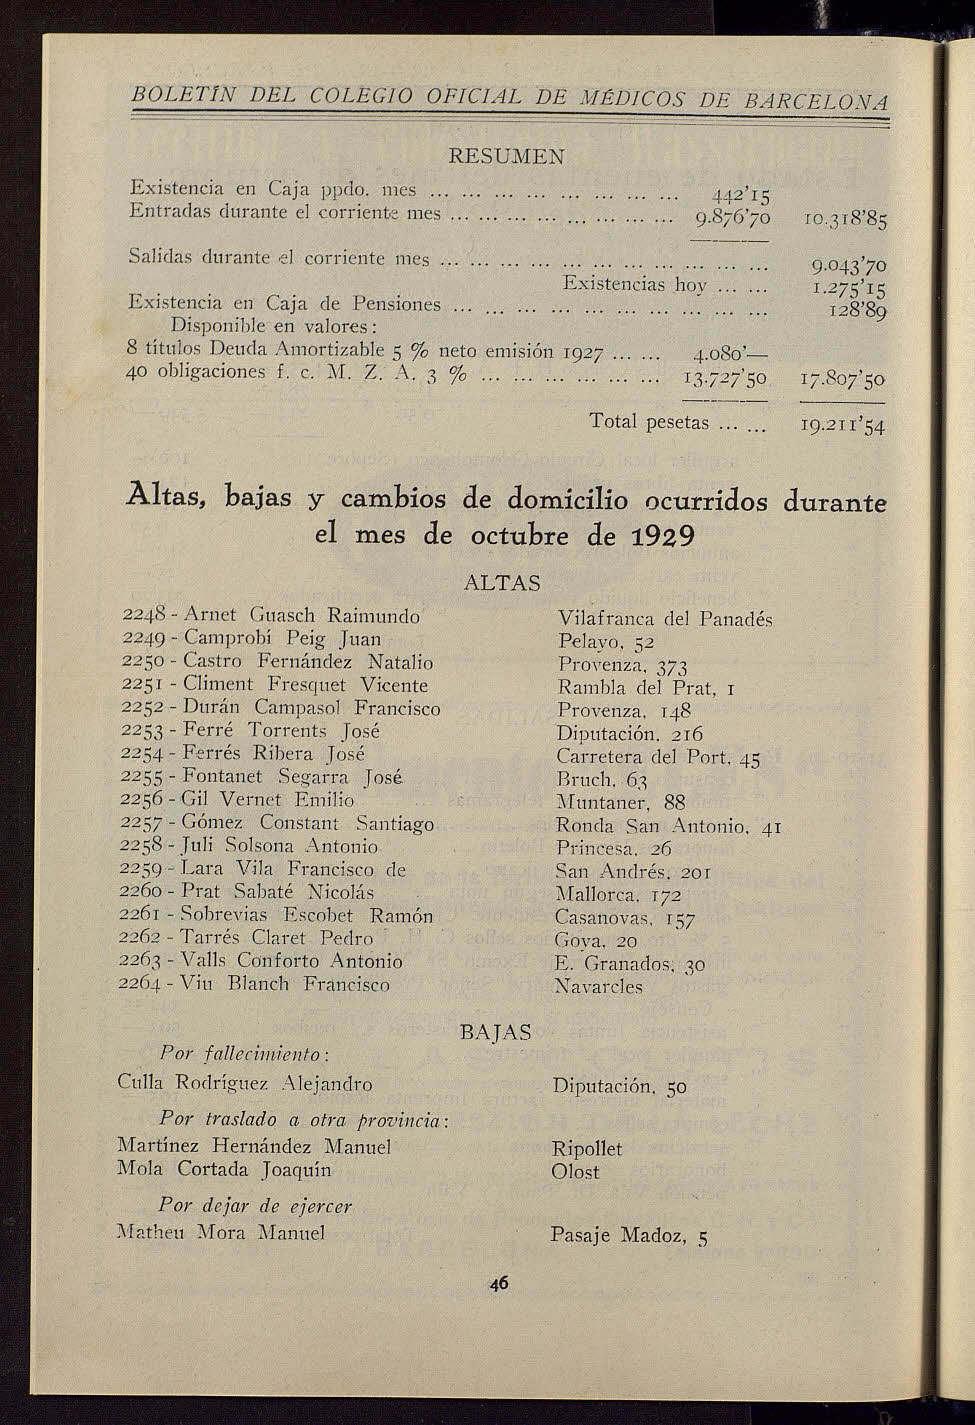 BOLETÍN DEL COLEGIO OFICIAL DE MÉDICOS DE BARCELONA
RESUMEN
Existencia en Caja ppdo. mes ... ... ... ... ... ... ... ... ... 442'15
Entradas durante el corriente mes ... ... ... ... ... ... ... ... 9.876'70 10.318'85
Salidas durante el corriente mes ... ... ... ... ... ... ... ... ... ... ... 9.043'70
Existencias hoy ... ... 1.275'15
Existencia en Caja de Pensiones ... ... ... ... ... ... ... ... ... ... 128'89
Disponible en valores:
8 títulos Deuda Amortizable 5 % neto emisión 1927 ... ... 4.080'—
40 obligaciones f. c. M. Z. A. 3 % ... ... ... ... ... ... 13.727'50 17.807'50
Total pesetas ... ... 19.211'54
Altas, bajas y cambios de domicilio ocurridos durante
el mes de octubre de 1929
ALTAS
2248 - Arnet Guasch Raimundo Vilafranca del Panadés
2249 - Camprobí Peig Juan Pelayo, 52
2250 - Castro Fernández Natalio Provenza, 373
2251 - Climent Fresquet Vicente Rambla del Prat, 1
2252 - Durán Campasol Francisco Provenza, 148
2253 - Ferré Torrents José Diputación, 216
2254 - Ferrés Ribera José Carretera del Port, 45
2255 - Fontanet Segarra José Bruch, 63
2256 - Gil Vernet Emilio Muntaner, 88
2257 - Gómez Constant Santiago Ronda San Antonio, 41
2258 - Juli Solsona Antonio Princesa, 26
2259 - Lara Vila Francisco de San Andrés, 201
2260 - Prat Sabaté Nicolás Mallorca, 172
2261 - Sobrevias Escobet Ramón Casanovas, 157
2262 - Tarrés Claret Pedro Goya, 20
2263 - Valls Conforto Antonio E. Granados, 30
2264 - Viu Blanch Francisco Navarcles
BAJAS
Por fallecimiento:
Culla Rodríguez Alejandro Diputación, 50
Por traslado a otra provincia:
Martínez Hernández Manuel Ripollet
Mola Cortada Joaquín Olost
Por dejar de ejercer
Matheu Mora Manuel Pasaje Madoz, 5
46